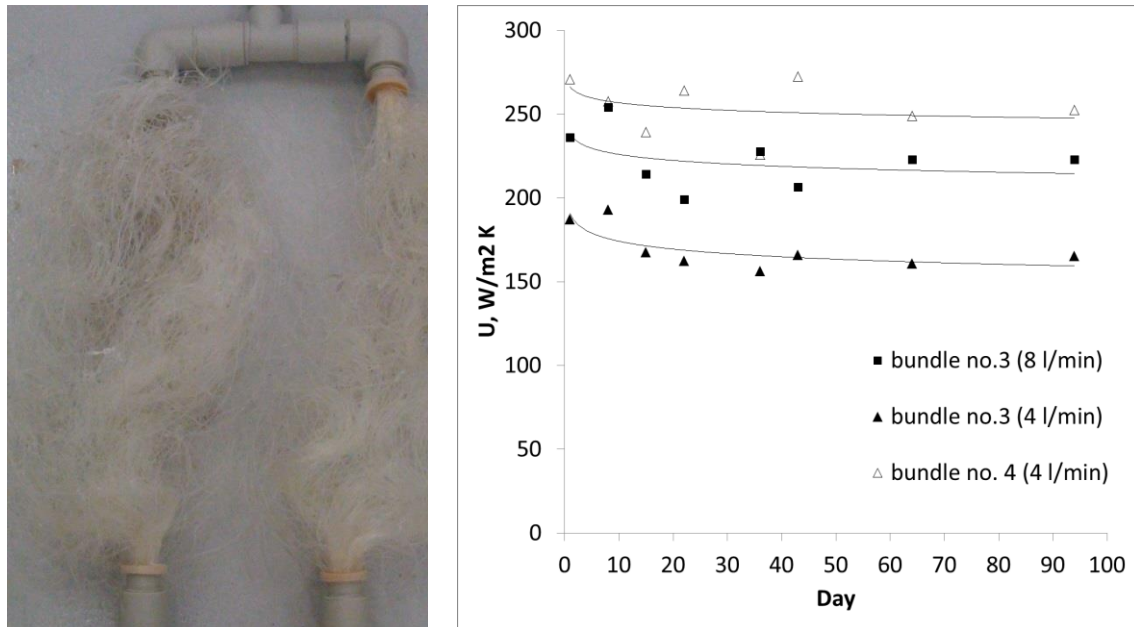 300
250
200
150
100
50
0
U, W/m2 K
bundle no.3 (8 l/min)
bundle no.3 (4 l/min)
bundle no. 4 (4 l/min)
0 10 20 30 40 50 60 70 80 90 100
Day